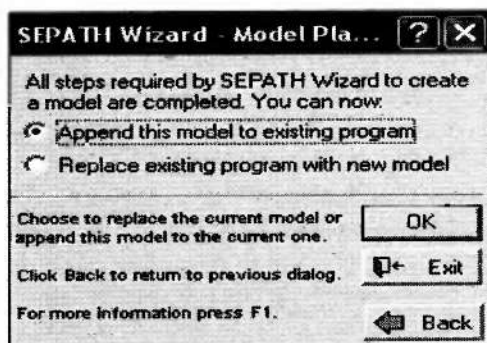 SEPATH Wizard - Model Pla...
All steps required by SEPATH Wizard to create
a model are completed. You can now:
Append this model to existing program
Replace existing program with new model
Choose to replace the current model or
append this model to the current one.
OK
Click Back to return to previous dialog.
Exit
For more information press F1.
Back